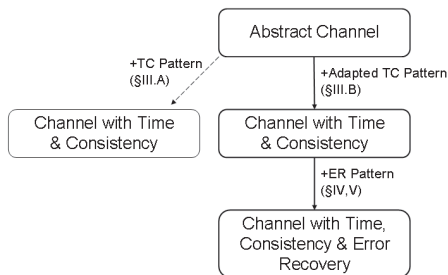 Abstract Channel
+TC Pattern
(§III.A)
+Adapted TC Pattern
(§III.B)
Channel with Time
& Consistency
Channel with Time
& Consistency
+ER Pattern
(§IV,V)
Channel with Time,
Consistency & Error
Recovery